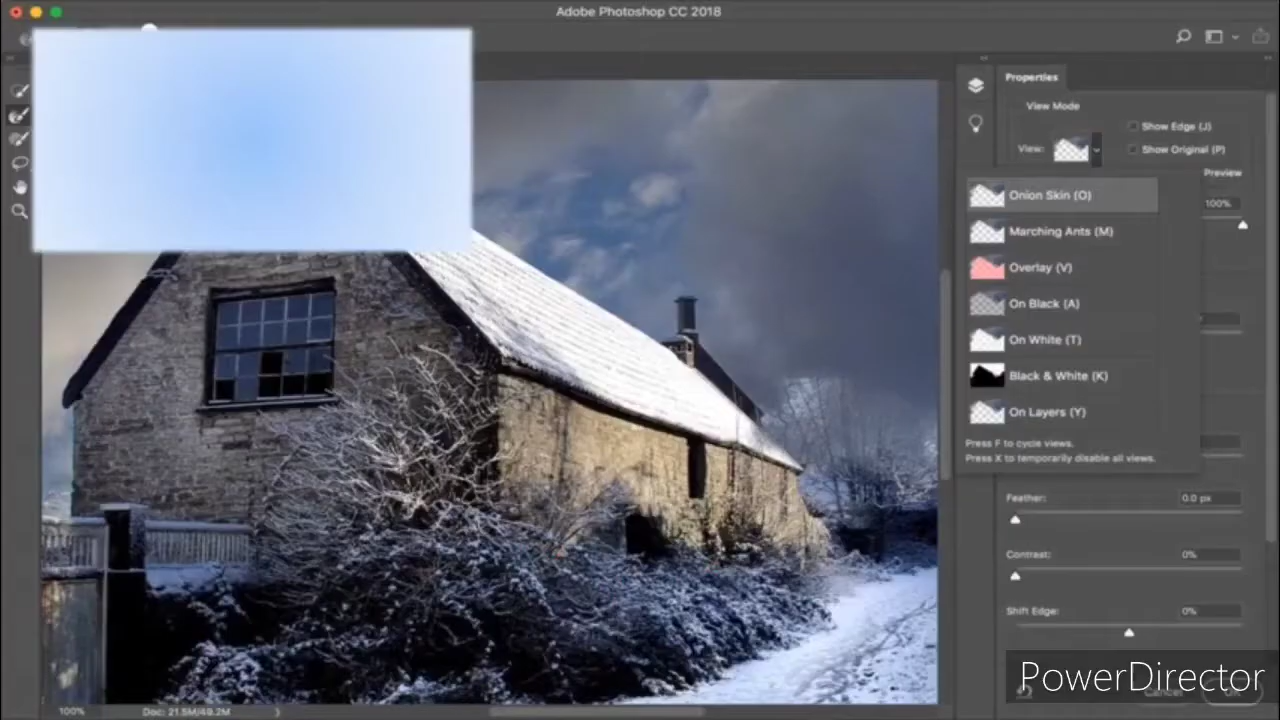 Adobe Photoshop CC 2018
Properties
View Mode
Show Edge (J)
View:
Show Original (P)
Preview
Onion Skin (O)
100%
Marching Ants (M)
Overlay (V)
On Black (A)
On White (T)
Black & White (K)
On Layers (Y)
Press F to cycle views.
Press X to temporarily disable all views.
Feather:
0.0 px
Contrast:
0%
Shift Edge:
0%
PowerDirector
100%
Doc: 21.5M/49.2M